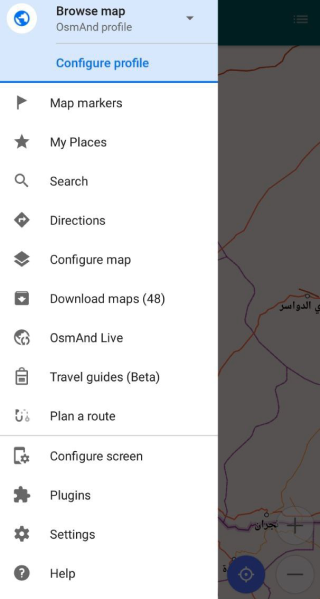 Browse map
OsmAnd profile
Configure profile
Map markers
My Places
Search
Directions
Configure map
Download maps (48)
OsmAnd Live
Travel guides (Beta)
Plan a route
Configure screen
Plugins
Settings
Help
ي الدواسر
نجران